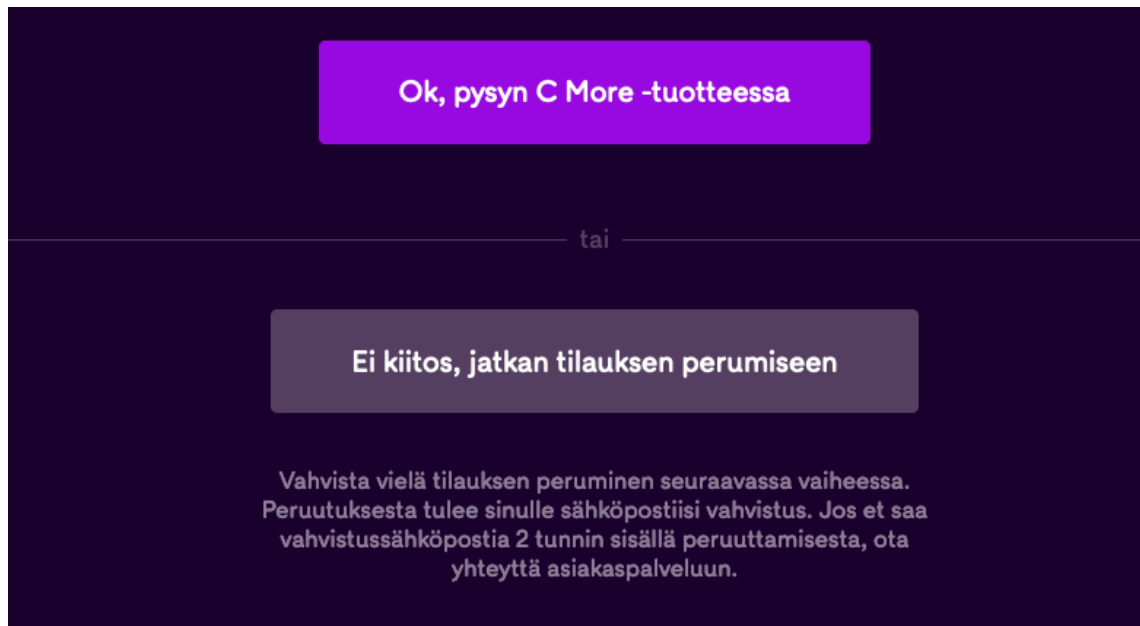 Ok, pysyn C More -tuotteessa
tai
Ei kiitos, jatkan tilauksen perumiseen
Vahvista vielä tilauksen peruminen seuraavassa vaiheessa.
Peruutuksesta tulee sinulle sähköpostiisi vahvistus. Jos et saa
vahvistussähköpostia 2 tunnin sisällä peruuttamisesta, ota
yhteyttä asiakaspalveluun.